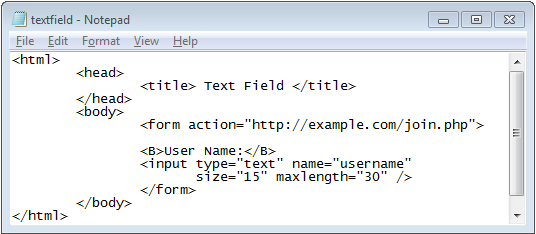 textfield - Notepad
File Edit Format View Help
<html>
<head>
<title> Text Field </title>
</head>
<body>
<form action="http://example.com/join.php">
<B>User Name:</B>
<input type="text" name="username"
size="15" maxlength="30" />
</form>
</body>
</html>